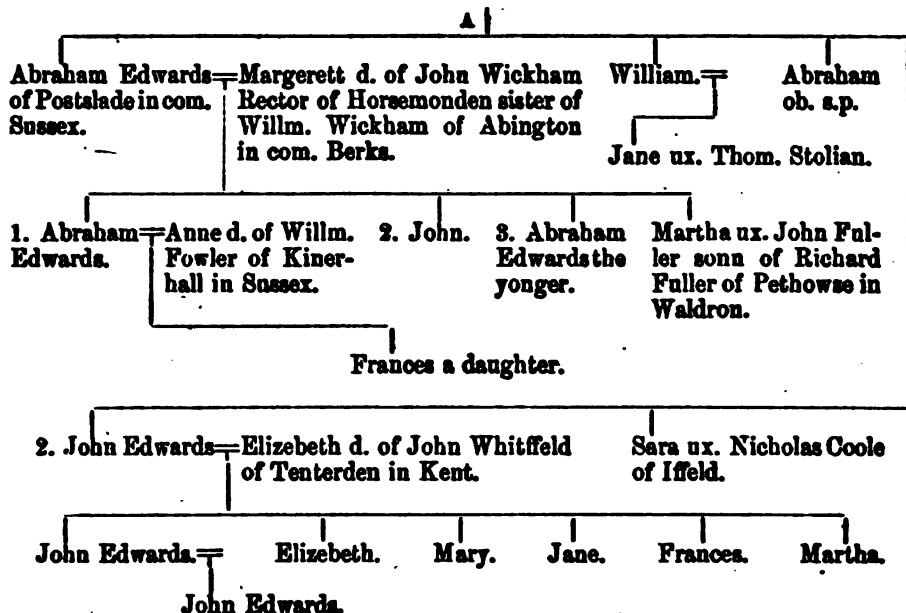 A
Abraham Edwards
of Postslade in com.
Sussex.
Margerett d. of John Wickham
Rector of Horsemonden sister of
Willm. Wickham of Abington
in com. Berks.
William.
Abraham
ob. s.p.
Jane ux. Thom. Stolian.
1. Abraham
Edwards.
Anne d. of Willm.
Fowler of Kiner-
hall in Sussex.
2. John.
3. Abraham
Edwards the
yonger.
Martha ux. John Ful-
ler sonn of Richard
Fuller of Pethowse in
Waldron.
Frances a daughter.
2. John Edwards
Elizebeth d. of John Whitffeld
of Tenterden in Kent.
Sara ux. Nicholas Coole
of Iffeld.
John Edwards.
Elizebeth.
Mary.
Jane.
Frances.
Martha.
John Edwards.